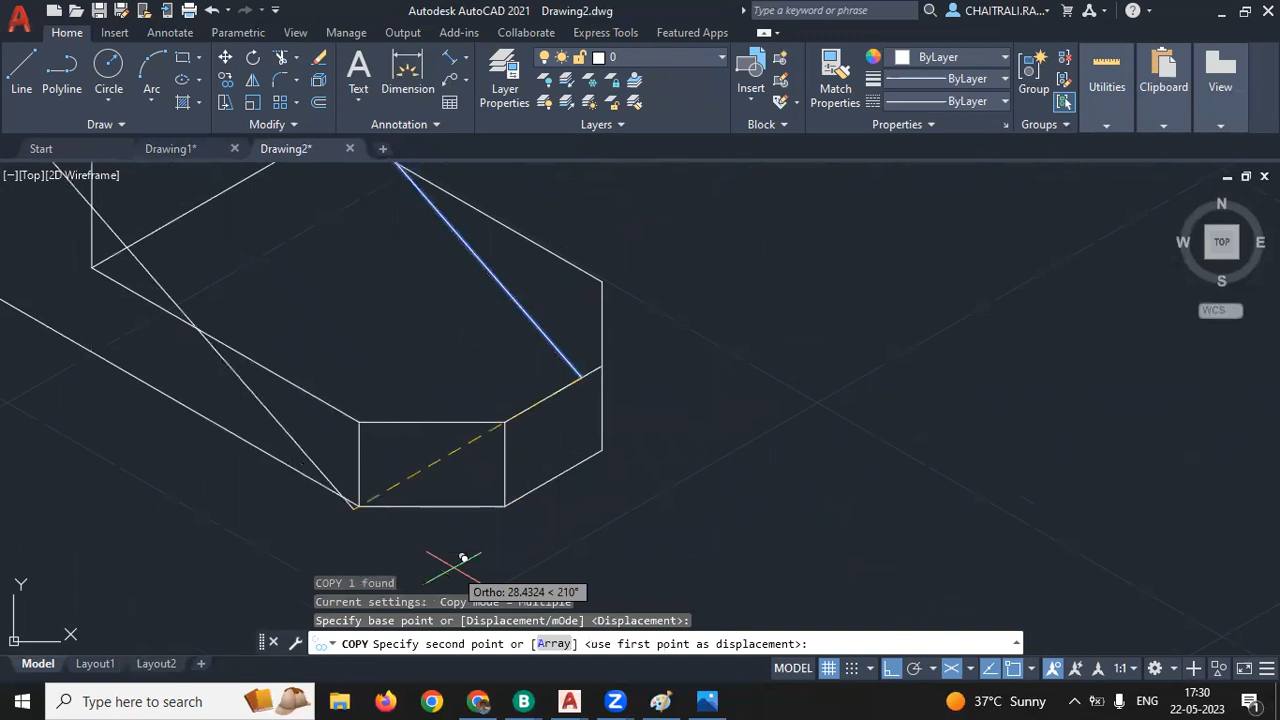 Autodesk AutoCAD 2021 Drawing2.dwg
Type a keyword or phrase
CHAITRALI.RA...
Home Insert Annotate Parametric View Manage Output Add-ins Collaborate Express Tools Featured Apps
Line Polyline Circle Arc
Text Dimension
Layer Properties
0
Insert
Match Properties
ByLayer
ByLayer
ByLayer
Group
Utilities
Clipboard
View
Draw Modify Annotation Layers Block Properties Groups
Start Drawing1* Drawing2*
[−][Top][2D Wireframe]
N
W TOP E
S
WCS
Y
X
Ortho: 28.4324 < 210°
COPY 1 found
Current settings: Copy mode = Multiple
Specify base point or [Displacement/mOde] <Displacement>:
COPY Specify second point or [Array] <use first point as displacement>:
Model Layout1 Layout2
MODEL 1:1
Type here to search
37°C Sunny
ENG
17:30
22-05-2023
1